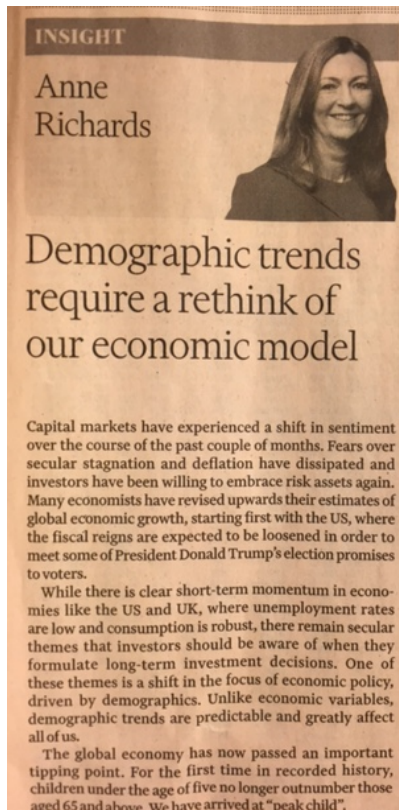 INSIGHT
Anne
Richards
Demographic trends
require a rethink of
our economic model
Capital markets have experienced a shift in sentiment
over the course of the past couple of months. Fears over
secular stagnation and deflation have dissipated and
investors have been willing to embrace risk assets again.
Many economists have revised upwards their estimates of
global economic growth, starting first with the US, where
the fiscal reigns are expected to be loosened in order to
meet some of President Donald Trump's election promises
to voters.
While there is clear short-term momentum in econo-
mies like the US and UK, where unemployment rates
are low and consumption is robust, there remain secular
themes that investors should be aware of when they
formulate long-term investment decisions. One of
these themes is a shift in the focus of economic policy,
driven by demographics. Unlike economic variables,
demographic trends are predictable and greatly affect
all of us.
The global economy has now passed an important
tipping point. For the first time in recorded history,
children under the age of five no longer outnumber those
aged 65 and above. We have arrived at "peak child".